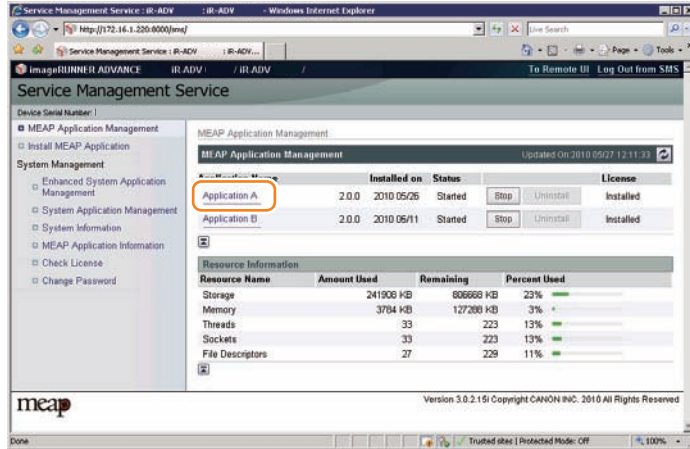 Service Management Service : iR-ADV : iR-ADV - Windows Internet Explorer
http://172.16.1.220:8000/sms/
Live Search
Service Management Service : iR-ADV : iR-ADV...
Page Tools
imageRUNNER ADVANCE iR ADV / iR ADV /
To Remote UI Log Out from SMS
Service Management Service
Device Serial Number:
MEAP Application Management
Install MEAP Application
System Management
Enhanced System Application Management
System Application Management
System Information
MEAP Application Information
Check License
Change Password
MEAP Application Management
MEAP Application Management Updated On:2010 05/27 12:11:33
Application Name Installed on Status License
Application A 2.0.0 2010 05/26 Started Stop Uninstall Installed
Application B 2.0.0 2010 06/11 Started Stop Uninstall Installed
Resource Information
Resource Name Amount Used Remaining Percent Used
Storage 241908 KB 806668 KB 23%
Memory 3784 KB 127288 KB 3%
Threads 33 223 13%
Sockets 33 223 13%
File Descriptors 27 229 11%
meap
Version 3.0.2.15i Copyright CANON INC. 2010 All Rights Reserved
Done
Trusted sites | Protected Mode: Off
100%